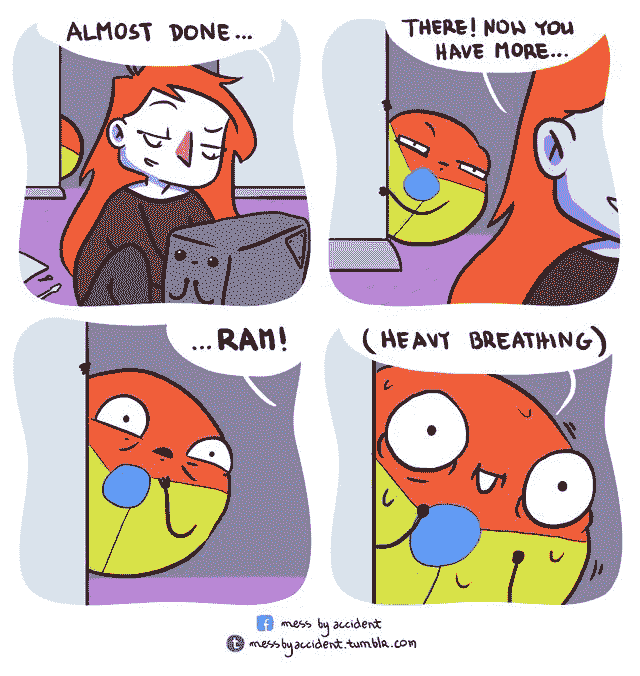 ALMOST DONE...
THERE! NOW YOU
HAVE MORE...
...RAM!
(HEAVY BREATHING)
f mess by accident
t messbyaccident.tumblr.com